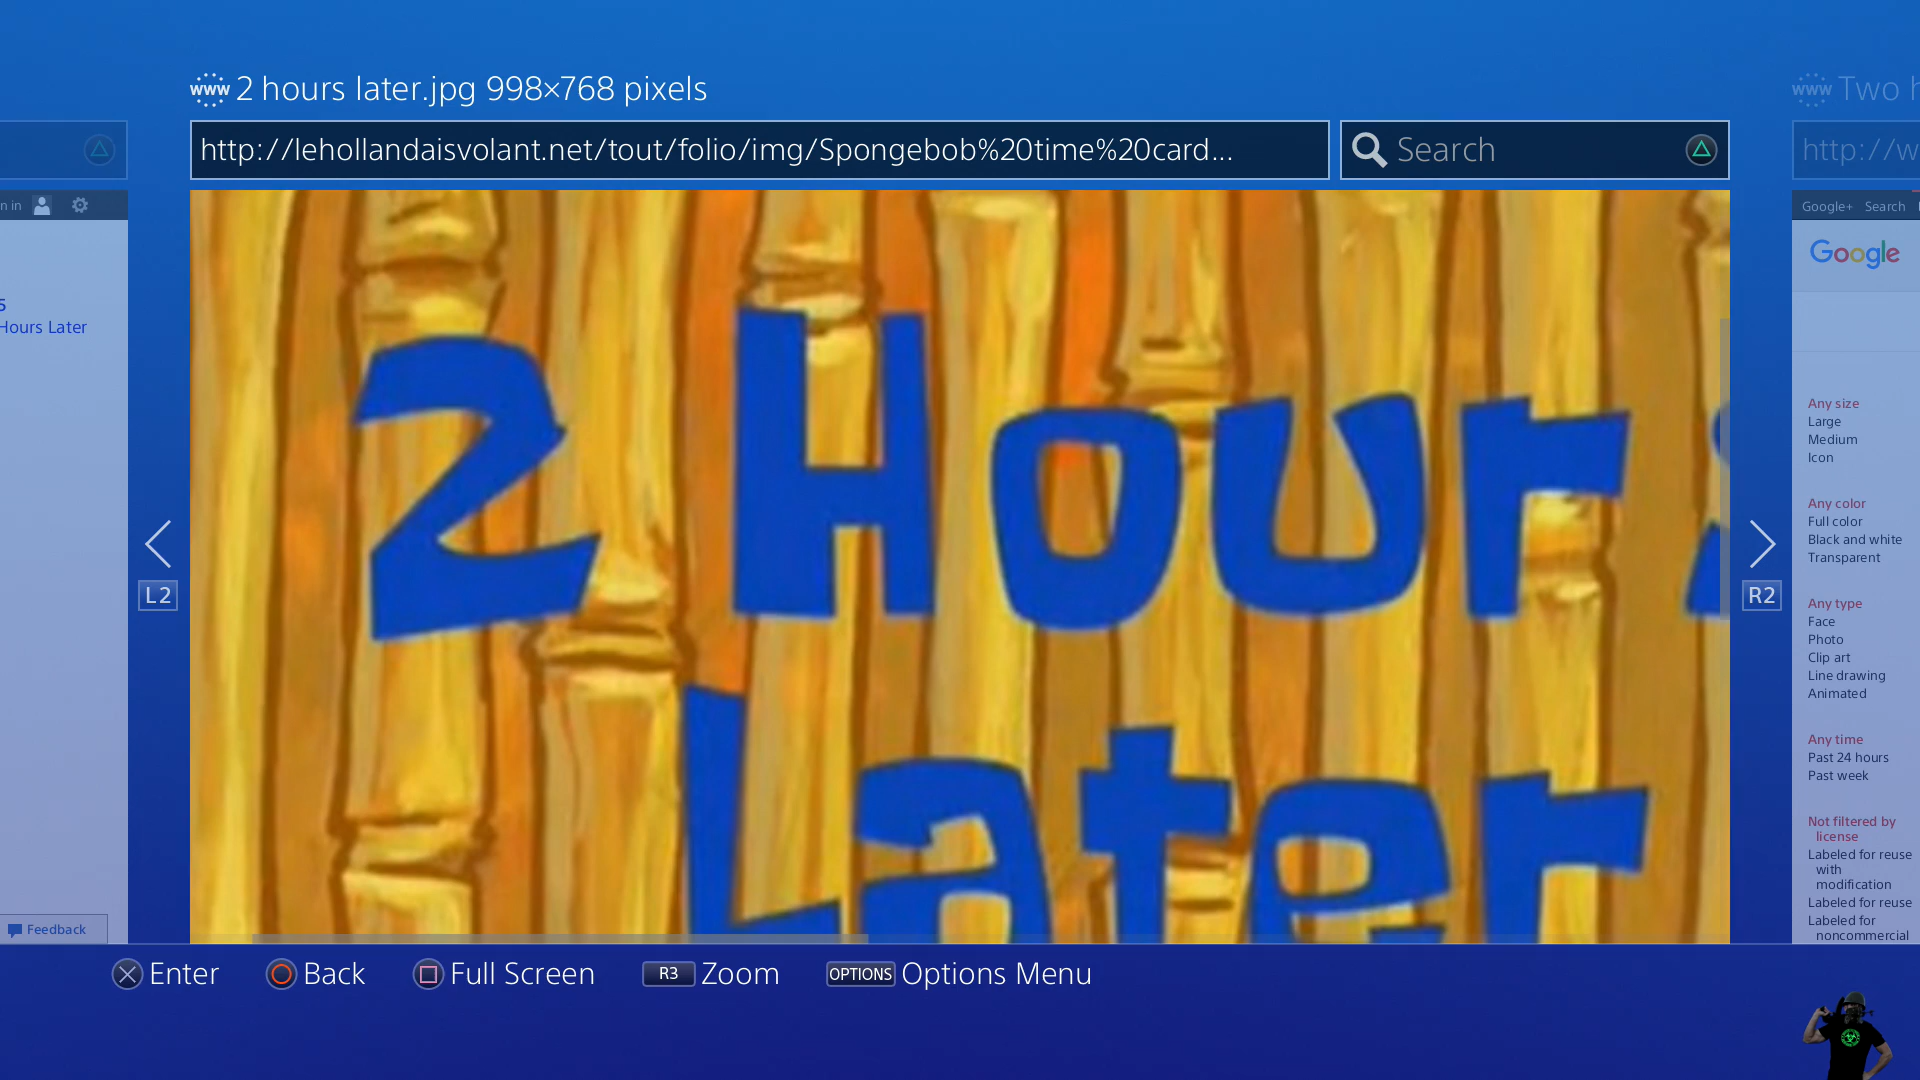 www 2 hours later.jpg 998×768 pixels
www Two
http://lehollandaisvolant.net/tout/folio/img/Spongebob%20time%20card...
Search
http://w
n in
Hours Later
Feedback
2 Hours
Later
L2
R2
Google+ Search
Google
Any size
Large
Medium
Icon
Any color
Full color
Black and white
Transparent
Any type
Face
Photo
Clip art
Line drawing
Animated
Any time
Past 24 hours
Past week
Not filtered by
license
Labeled for reuse
with
modification
Labeled for reuse
Labeled for
noncommercial
Enter
Back
Full Screen
R3 Zoom
OPTIONS Options Menu